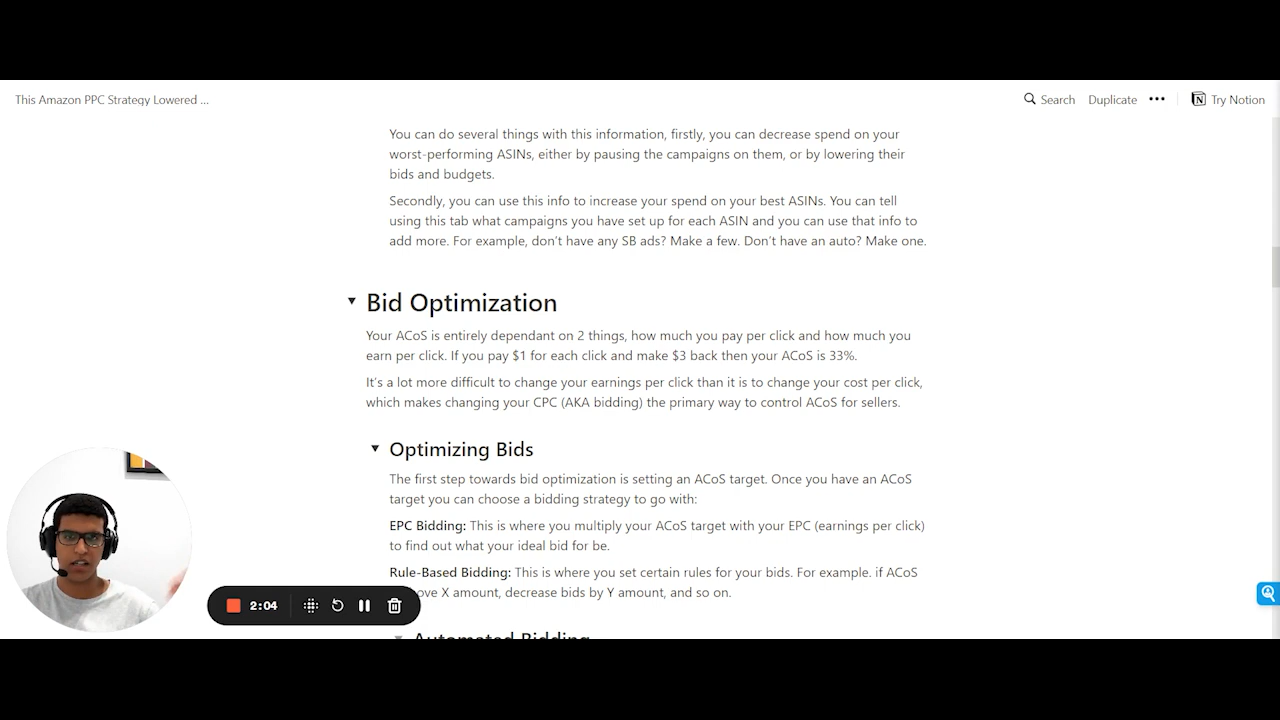 This Amazon PPC Strategy Lowered ...
Search Duplicate ••• Try Notion
You can do several things with this information, firstly, you can decrease spend on your
worst-performing ASINs, either by pausing the campaigns on them, or by lowering their
bids and budgets.
Secondly, you can use this info to increase your spend on your best ASINs. You can tell
using this tab what campaigns you have set up for each ASIN and you can use that info to
add more. For example, don't have any SB ads? Make a few. Don't have an auto? Make one.
Bid Optimization
Your ACoS is entirely dependant on 2 things, how much you pay per click and how much you
earn per click. If you pay $1 for each click and make $3 back then your ACoS is 33%.
It's a lot more difficult to change your earnings per click than it is to change your cost per click,
which makes changing your CPC (AKA bidding) the primary way to control ACoS for sellers.
Optimizing Bids
The first step towards bid optimization is setting an ACoS target. Once you have an ACoS
target you can choose a bidding strategy to go with:
EPC Bidding: This is where you multiply your ACoS target with your EPC (earnings per click)
to find out what your ideal bid for be.
Rule-Based Bidding: This is where you set certain rules for your bids. For example. if ACoS
X amount, decrease bids by Y amount, and so on.
2:04
Automated Bidding